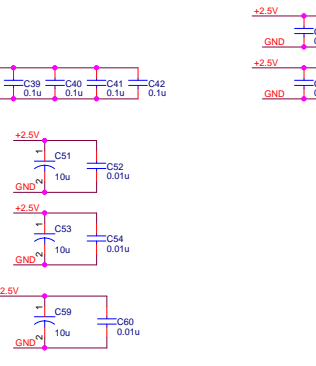 +2.5V
GND
+2.5V
GND
C39 C40 C41 C42
0.1u 0.1u 0.1u 0.1u
+2.5V
1
C51
C52
10u
0.01u
2
GND
+2.5V
1
C53
C54
10u
0.01u
2
GND
2.5V
1
C59
C60
10u
0.01u
2
GND